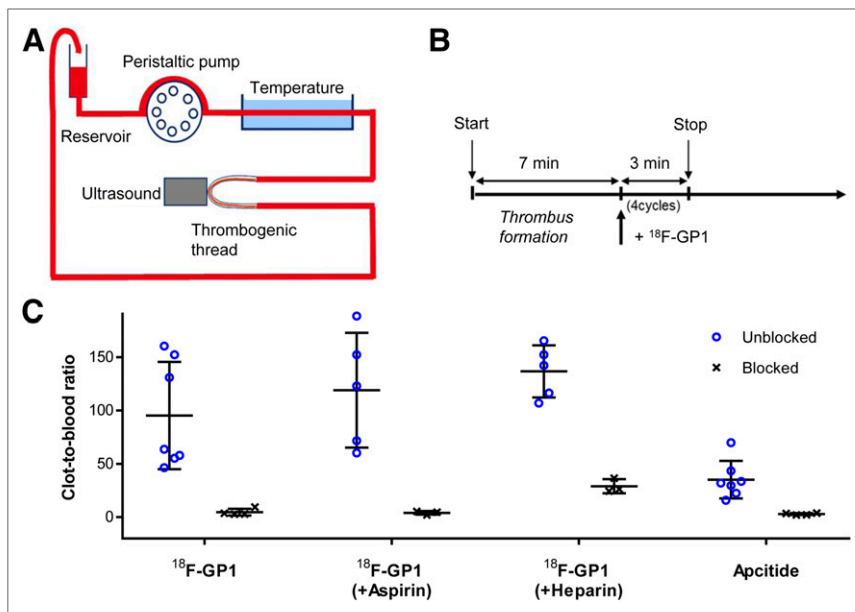 A
Peristaltic pump
Temperature
Reservoir
Ultrasound
Thrombogenic
thread
B
Start
Stop
7 min
3 min
(4cycles)
Thrombus
formation
+ ¹⁸F-GP1
C
Clot-to-blood ratio
150
100
50
0
Unblocked
Blocked
¹⁸F-GP1
¹⁸F-GP1
(+Aspirin)
¹⁸F-GP1
(+Heparin)
Apcitide